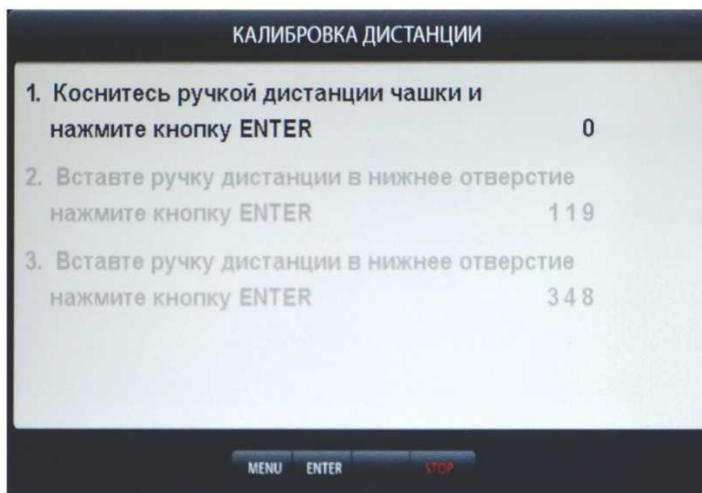 КАЛИБРОВКА ДИСТАНЦИИ
1. Коснитесь ручкой дистанции чашки и
нажмите кнопку ENTER 0
2. Вставте ручку дистанции в нижнее отверстие
нажмите кнопку ENTER 119
3. Вставте ручку дистанции в нижнее отверстие
нажмите кнопку ENTER 348
MENU ENTER STOP